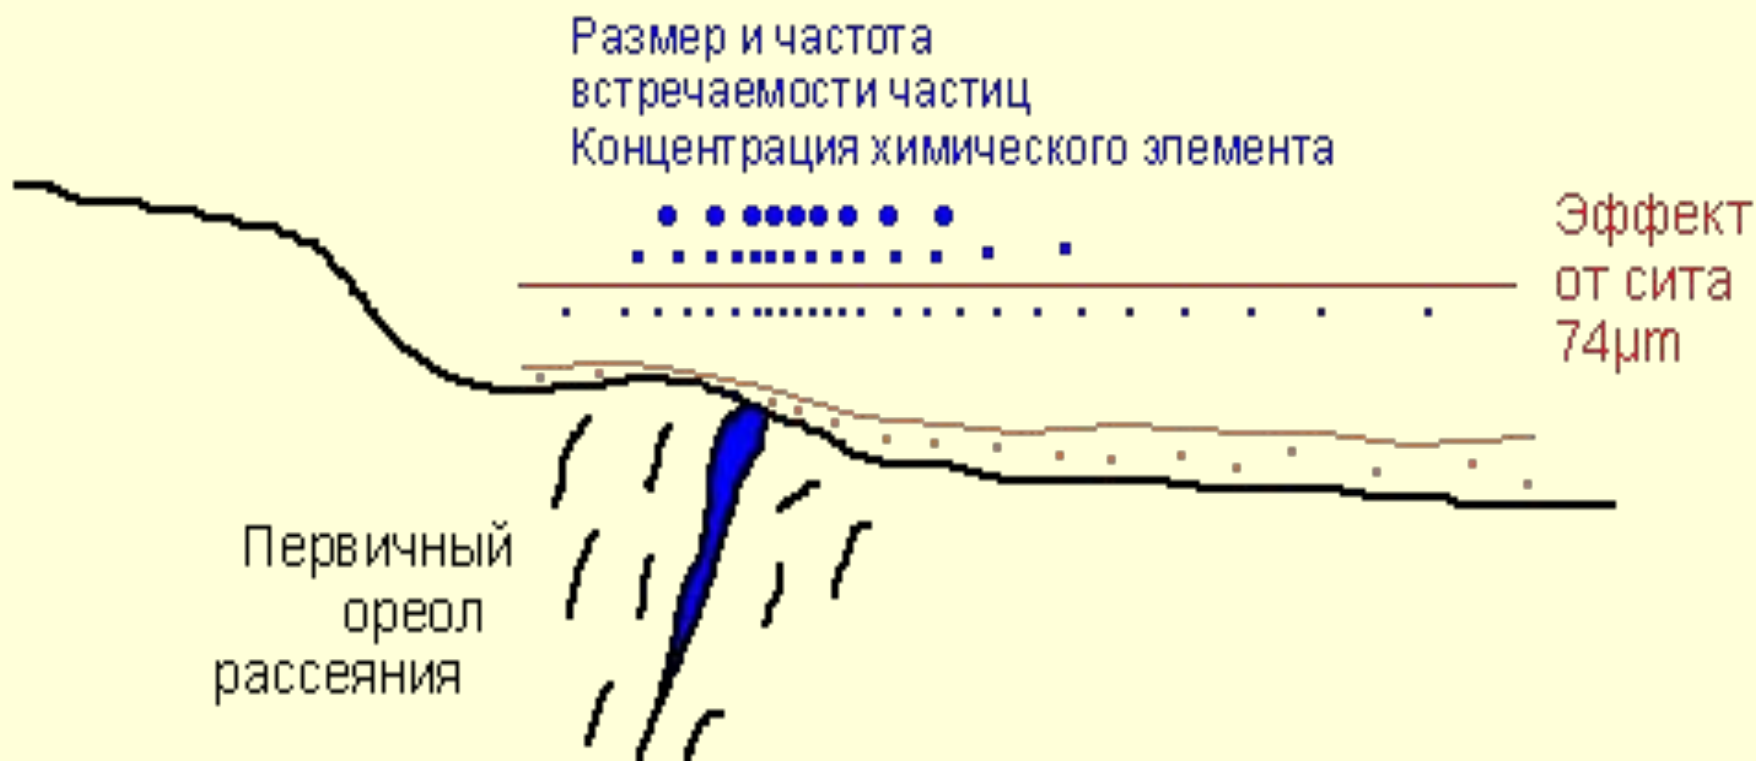 Размер и частота
встречаемости частиц
Концентрация химического элемента
Эффект
от сита
74µm
Первичный
ореол
рассеяния